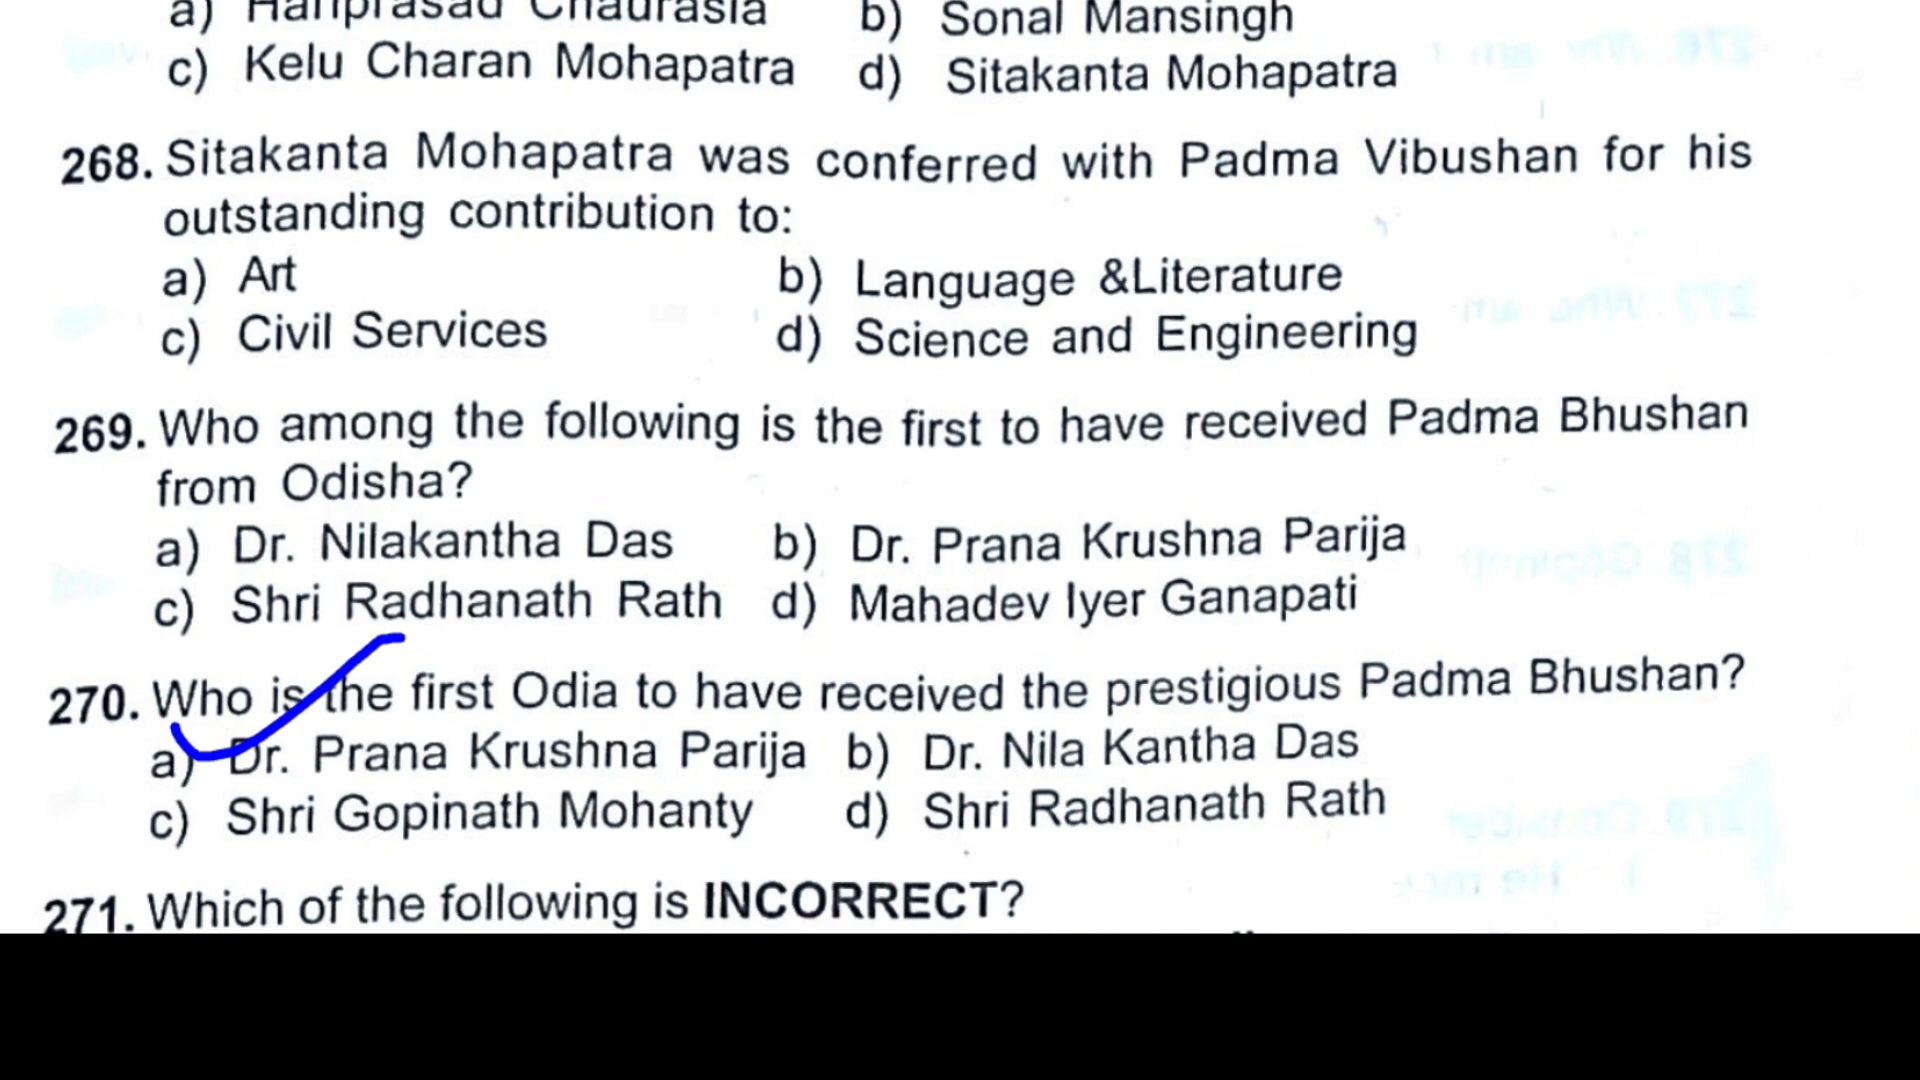 a) Hariprasad Chaurasia b) Sonal Mansingh
c) Kelu Charan Mohapatra d) Sitakanta Mohapatra
268. Sitakanta Mohapatra was conferred with Padma Vibushan for his
outstanding contribution to:
a) Art b) Language &Literature
c) Civil Services d) Science and Engineering
269. Who among the following is the first to have received Padma Bhushan
from Odisha?
a) Dr. Nilakantha Das b) Dr. Prana Krushna Parija
c) Shri Radhanath Rath d) Mahadev Iyer Ganapati
270. Who is the first Odia to have received the prestigious Padma Bhushan?
a) Dr. Prana Krushna Parija b) Dr. Nila Kantha Das
c) Shri Gopinath Mohanty d) Shri Radhanath Rath
271. Which of the following is INCORRECT?